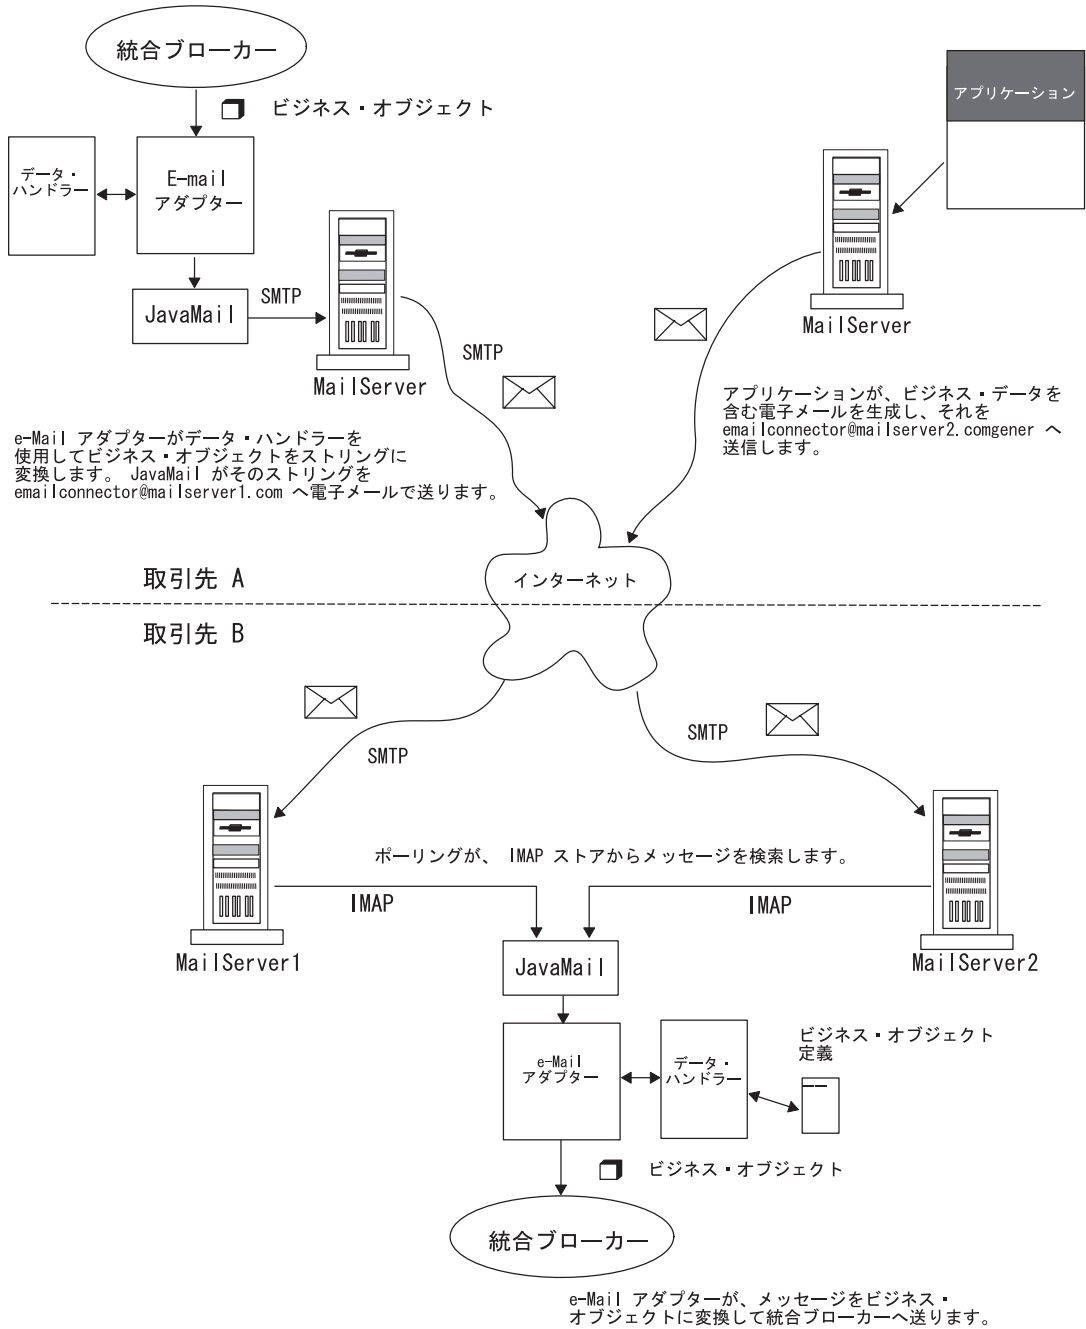 統合ブローカー
ビジネス・オブジェクト
アプリケーション
データ・
ハンドラー
E-mail
アダプター
JavaMail
SMTP
MailServer
SMTP
MailServer
アプリケーションが、ビジネス・データを
含む電子メールを生成し、それを
emailconnector@mailserver2.comgener へ
送信します。
e-Mail アダプターがデータ・ハンドラーを
使用してビジネス・オブジェクトをストリングに
変換します。 JavaMail がそのストリングを
emailconnector@mailserver1.com へ電子メールで送ります。
インターネット
取引先 A
取引先 B
SMTP
SMTP
ポーリングが、 IMAP ストアからメッセージを検索します。
IMAP
IMAP
MailServer1
JavaMail
MailServer2
e-Mail
アダプター
データ・
ハンドラー
ビジネス・オブジェクト
定義
ビジネス・オブジェクト
統合ブローカー
e-Mail アダプターが、メッセージをビジネス・
オブジェクトに変換して統合ブローカーへ送ります。